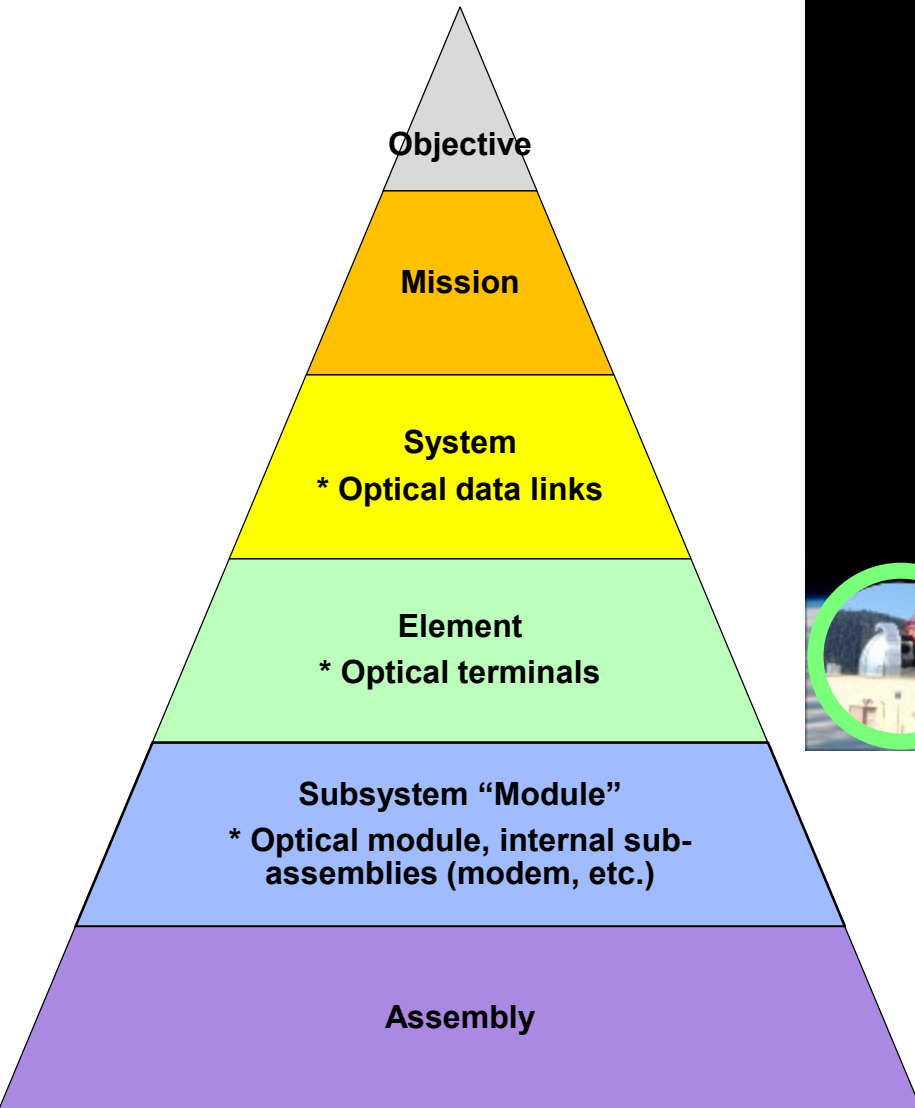 Objective
Mission
System
* Optical data links
Element
* Optical terminals
Subsystem “Module”
* Optical module, internal sub-
assemblies (modem, etc.)
Assembly